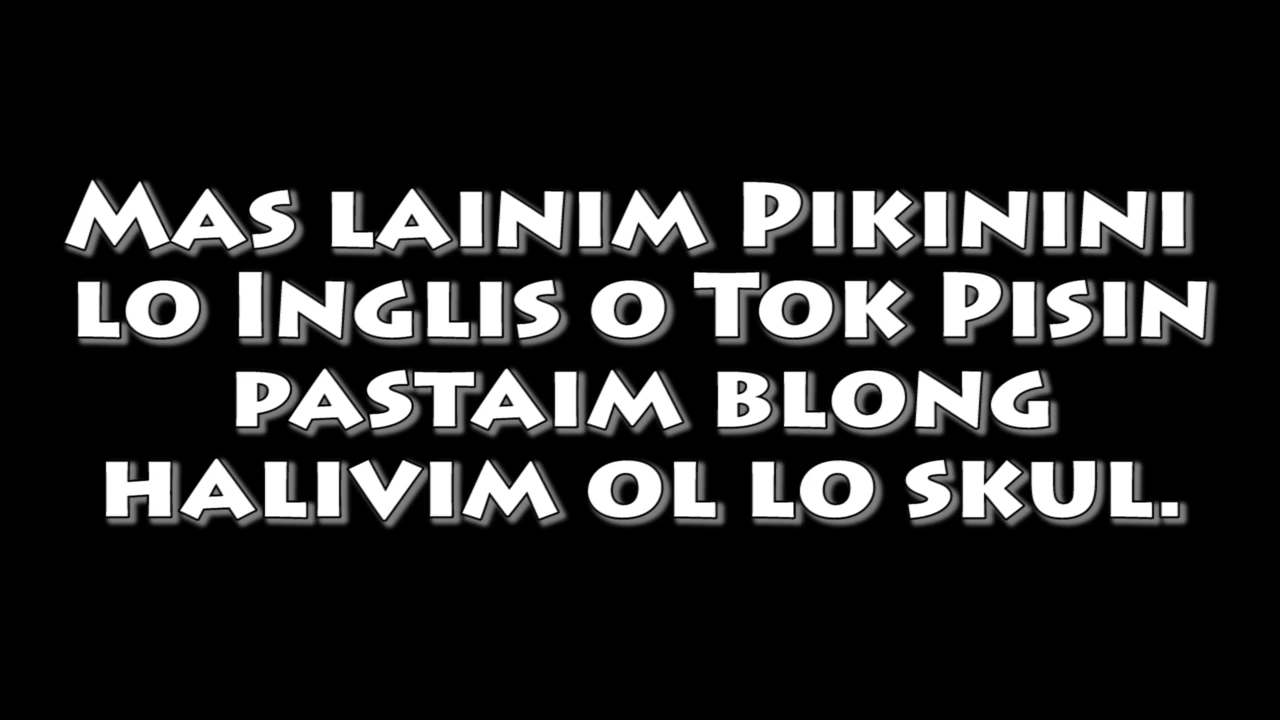 Mas lainim Pikinini
lo Inglis o Tok Pisin
pastaim blong
halivim ol lo skul.